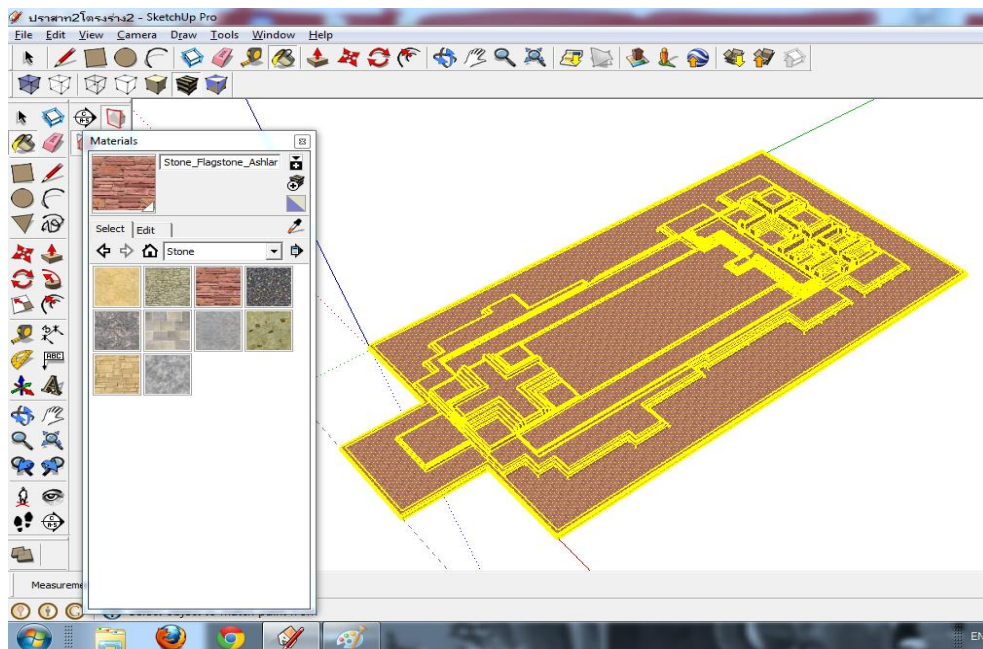 ปราสาท2โครงร่าง2 - SketchUp Pro
File Edit View Camera Draw Tools Window Help
Materials
Stone_Flagstone_Ashlar
Select Edit
Stone
ABC
Measureme
EN